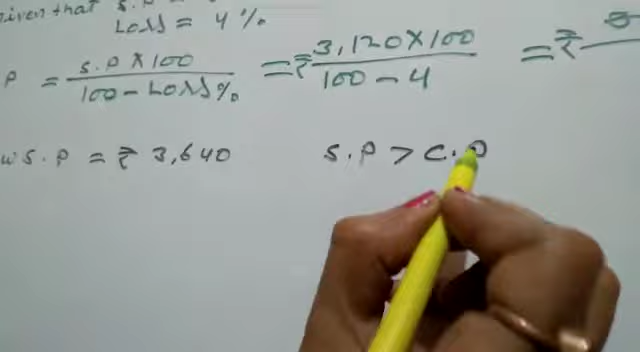 given that S.P
Loss = 4%
P = S.P × 100 / 100 - Loss% = ₹ 3,120 × 100 / 100 - 4 = ₹
w S.P = ₹ 3,640 S.P > C.P